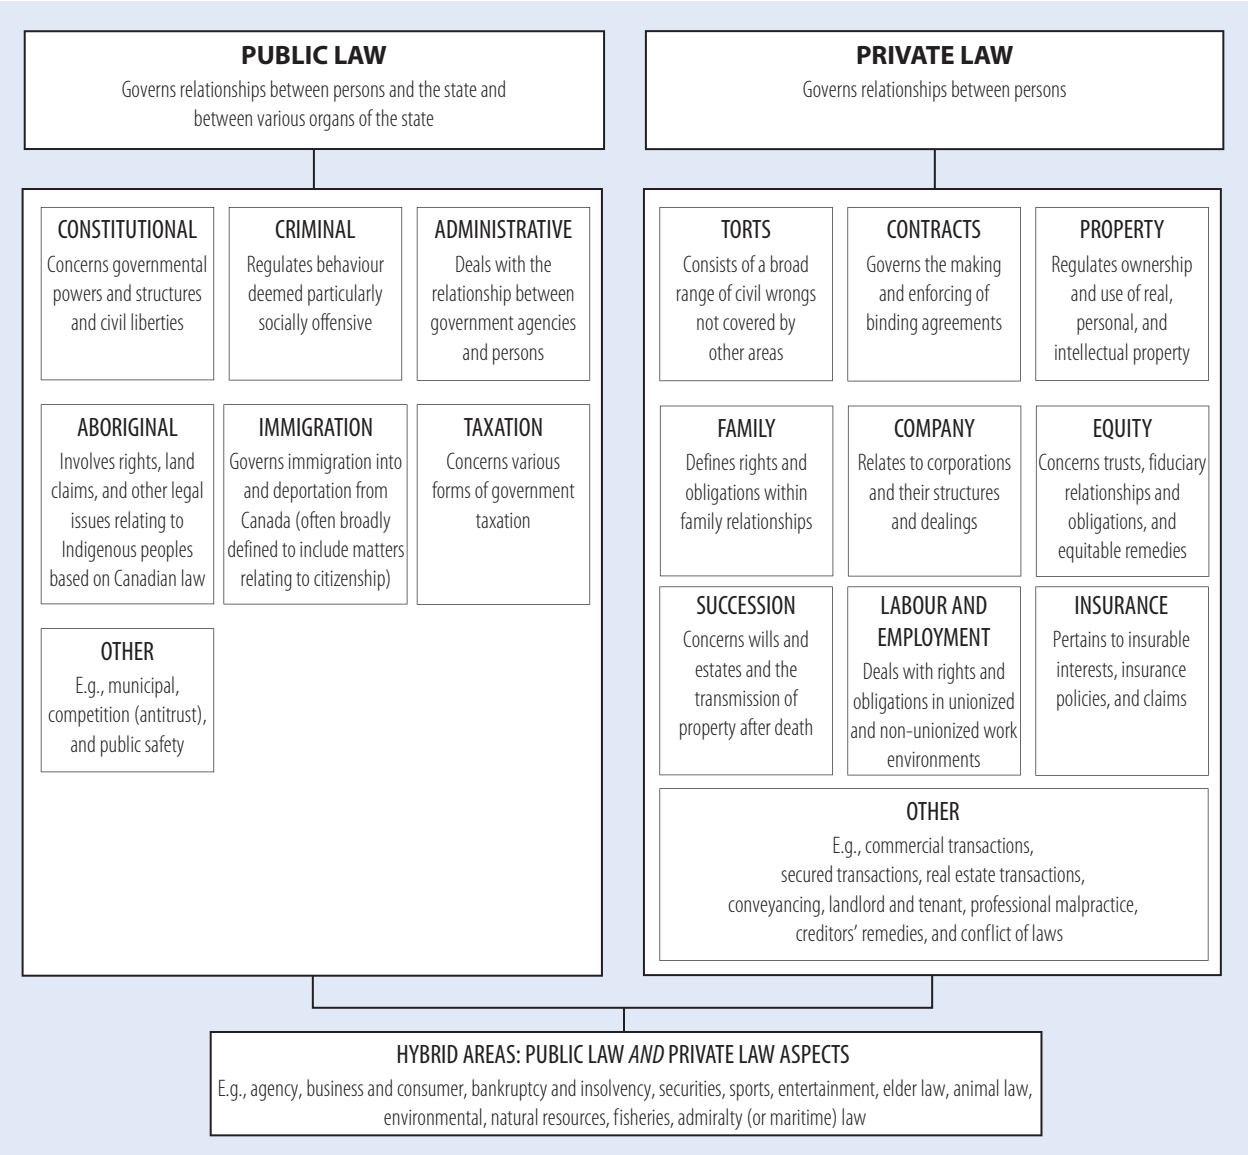 PUBLIC LAW
Governs relationships between persons and the state and
between various organs of the state
PRIVATE LAW
Governs relationships between persons
CONSTITUTIONAL
Concerns governmental
powers and structures
and civil liberties
CRIMINAL
Regulates behaviour
deemed particularly
socially offensive
ADMINISTRATIVE
Deals with the
relationship between
government agencies
and persons
ABORIGINAL
Involves rights, land
claims, and other legal
issues relating to
Indigenous peoples
based on Canadian law
IMMIGRATION
Governs immigration into
and deportation from
Canada (often broadly
defined to include matters
relating to citizenship)
TAXATION
Concerns various
forms of government
taxation
OTHER
E.g., municipal,
competition (antitrust),
and public safety
TORTS
Consists of a broad
range of civil wrongs
not covered by
other areas
CONTRACTS
Governs the making
and enforcing of
binding agreements
PROPERTY
Regulates ownership
and use of real,
personal, and
intellectual property
FAMILY
Defines rights and
obligations within
family relationships
COMPANY
Relates to corporations
and their structures
and dealings
EQUITY
Concerns trusts, fiduciary
relationships and
obligations, and
equitable remedies
SUCCESSION
Concerns wills and
estates and the
transmission of
property after death
LABOUR AND
EMPLOYMENT
Deals with rights and
obligations in unionized
and non-unionized work
environments
INSURANCE
Pertains to insurable
interests, insurance
policies, and claims
OTHER
E.g., commercial transactions,
secured transactions, real estate transactions,
conveyancing, landlord and tenant, professional malpractice,
creditors’ remedies, and conflict of laws
HYBRID AREAS: PUBLIC LAW AND PRIVATE LAW ASPECTS
E.g., agency, business and consumer, bankruptcy and insolvency, securities, sports, entertainment, elder law, animal law,
environmental, natural resources, fisheries, admiralty (or maritime) law